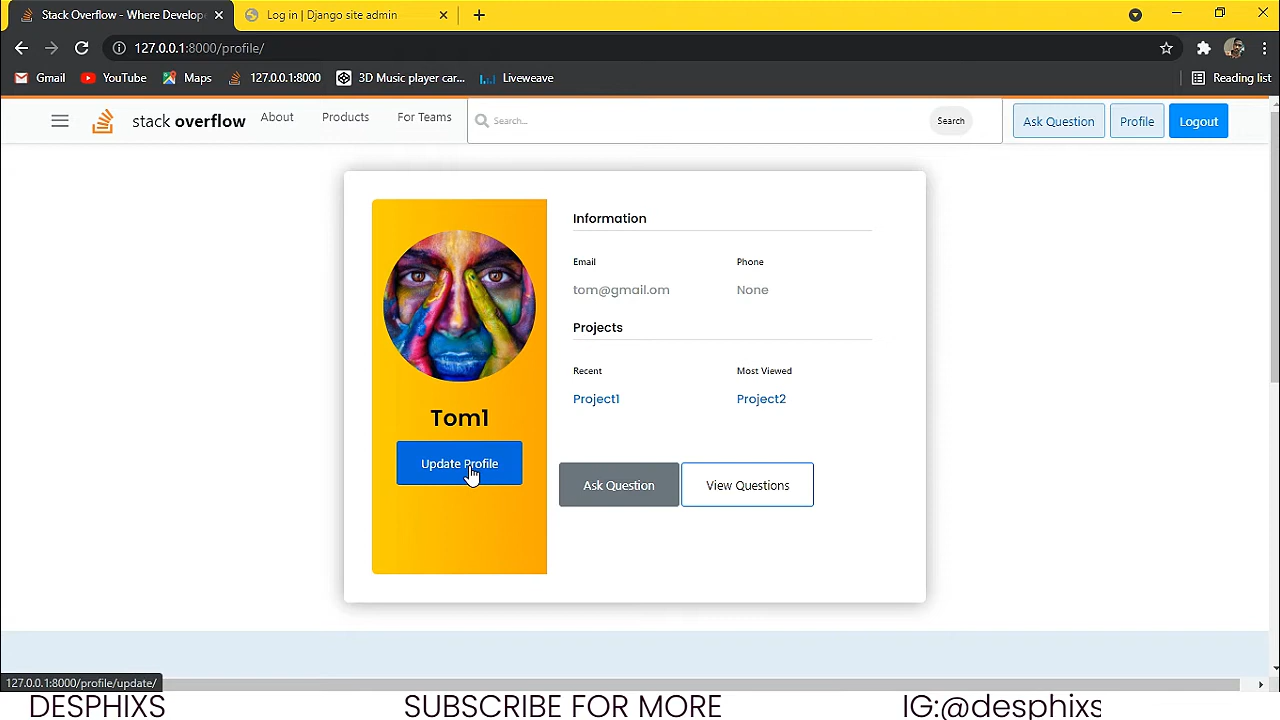 Stack Overflow - Where Develop
Log in | Django site admin
127.0.0.1:8000/profile/
Gmail
YouTube
Maps
127.0.0.1:8000
3D Music player car...
Liveweave
Reading list
stack overflow
About
Products
For Teams
Search...
Search
Ask Question
Profile
Logout
Information
Email
Phone
tom@gmail.om
None
Projects
Recent
Most Viewed
Project1
Project2
Tom1
Update Profile
Ask Question
View Questions
127.0.0.1:8000/profile/update/
DESPHIXS
SUBSCRIBE FOR MORE
IG:@desphixs